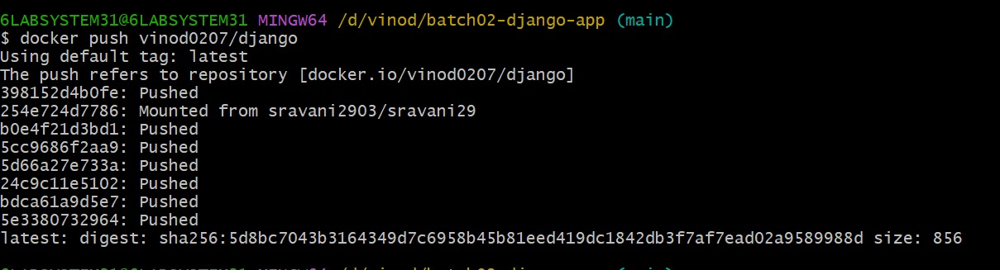 6LABSYSTEM31@6LABSYSTEM31 MINGW64 /d/vinod/batch02-django-app (main)
$ docker push vinod0207/django
Using default tag: latest
The push refers to repository [docker.io/vinod0207/django]
398152d4b0fe: Pushed
254e724d7786: Mounted from sravani2903/sravani29
b0e4f21d3bd1: Pushed
5cc9686f2aa9: Pushed
5d66a27e733a: Pushed
24c9c11e5102: Pushed
bdca61a9d5e7: Pushed
5e3380732964: Pushed
latest: digest: sha256:5d8bc7043b3164349d7c6958b45b81eed419dc1842db3f7af7ead02a9589988d size: 856